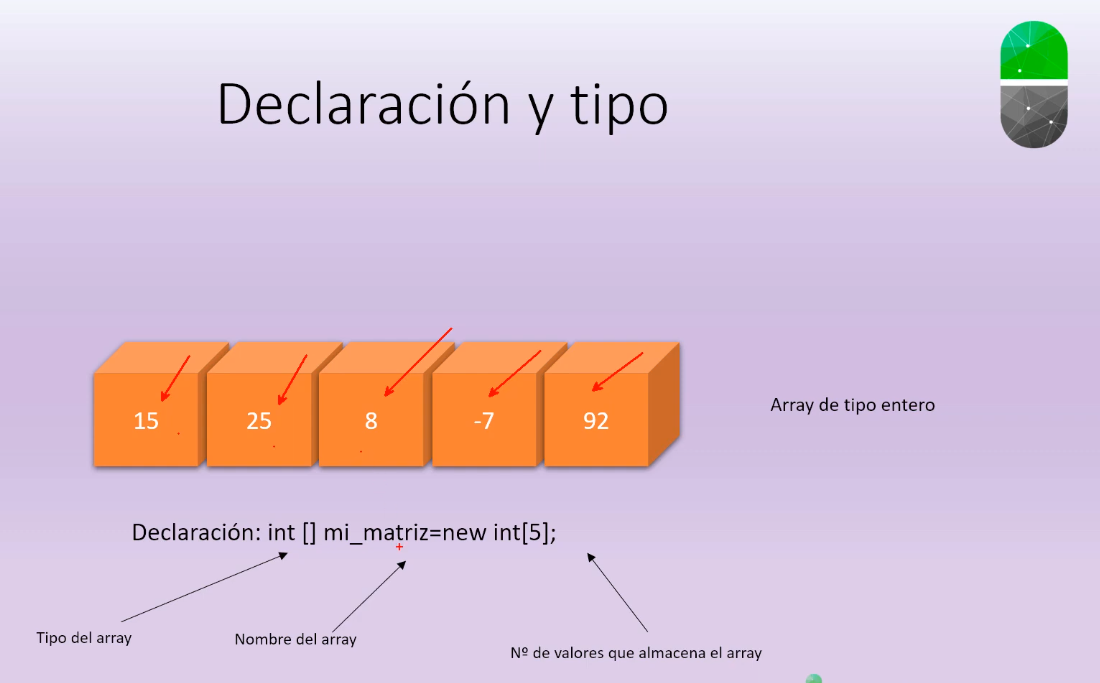 Declaración y tipo
15 25 8 -7 92
Array de tipo entero
Declaración: int [] mi_matriz=new int[5];
Tipo del array
Nombre del array
Nº de valores que almacena el array